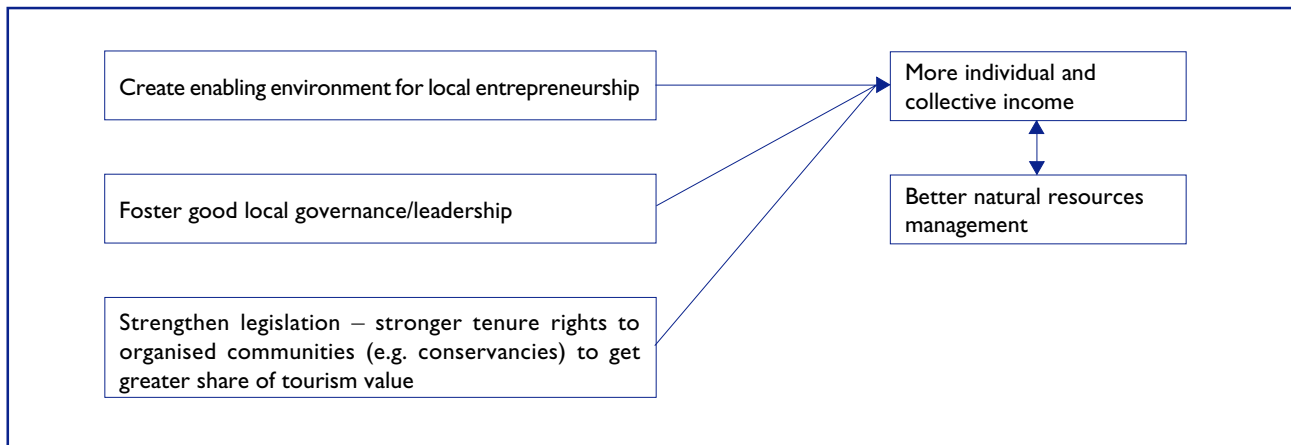 Create enabling environment for local entrepreneurship
Foster good local governance/leadership
Strengthen legislation – stronger tenure rights to
organised communities (e.g. conservancies) to get
greater share of tourism value
More individual and
collective income
Better natural resources
management